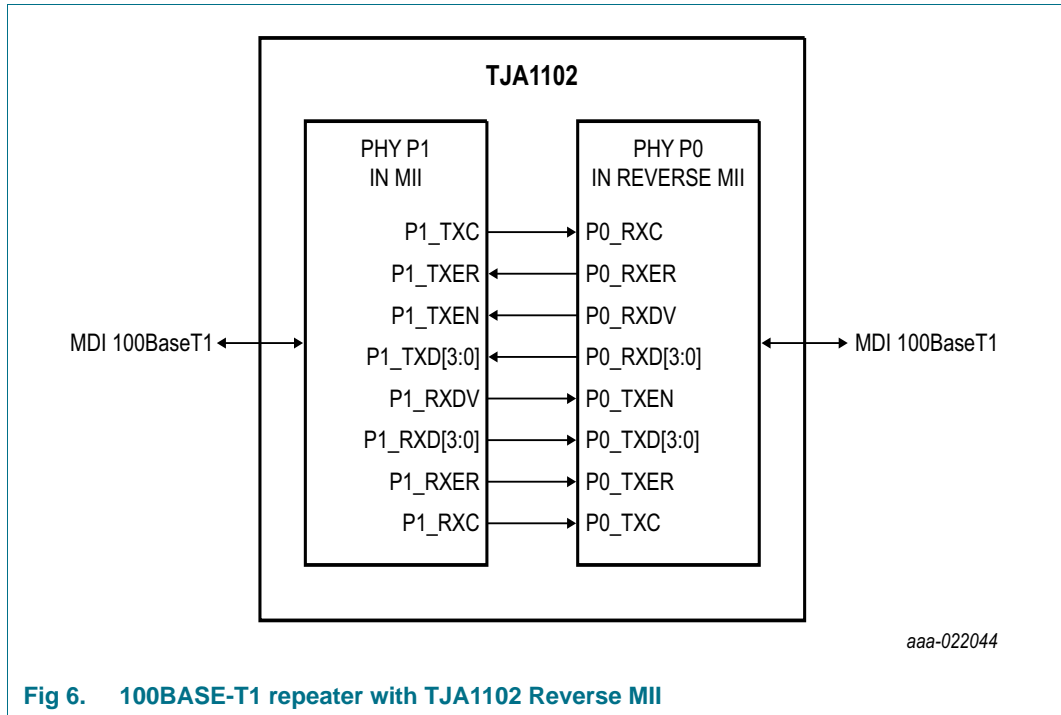 TJA1102
PHY P1
IN MII
PHY P0
IN REVERSE MII
P1_TXC
P0_RXC
P1_TXER
P0_RXER
P1_TXEN
P0_RXDV
P1_TXD[3:0]
P0_RXD[3:0]
P1_RXDV
P0_TXEN
P1_RXD[3:0]
P0_TXD[3:0]
P1_RXER
P0_TXER
P1_RXC
P0_TXC
MDI 100BaseT1
MDI 100BaseT1
aaa-022044
Fig 6. 100BASE-T1 repeater with TJA1102 Reverse MII